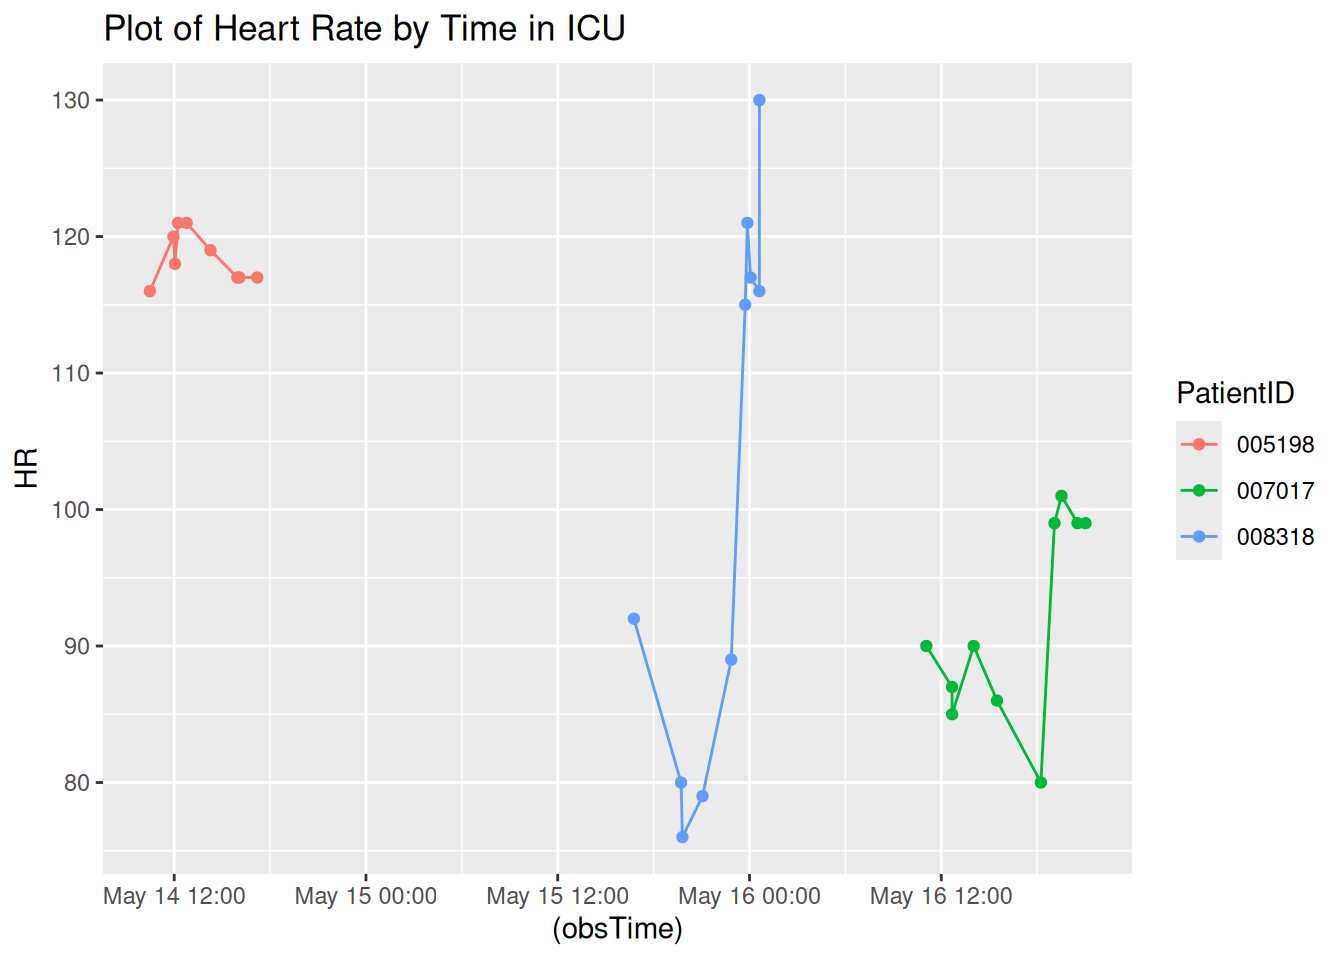 Plot of Heart Rate by Time in ICU
130
120
110
100
90
80
HR
May 14 12:00
May 15 00:00
May 15 12:00
May 16 00:00
May 16 12:00
(obsTime)
PatientID
005198
007017
008318